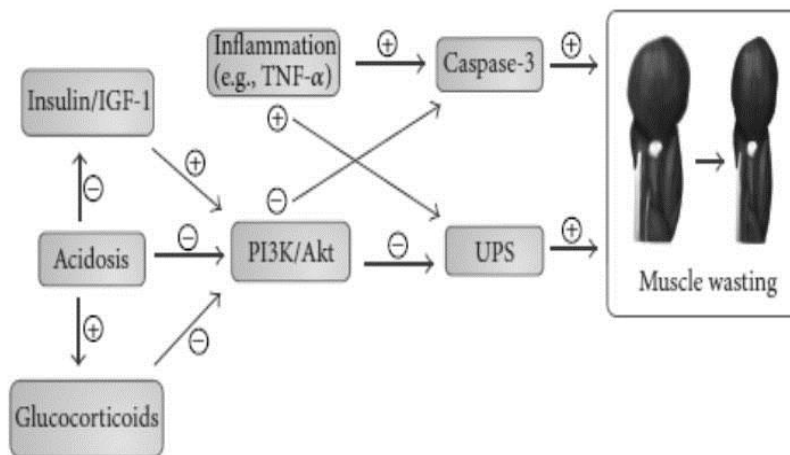 Inflammation
(e.g., TNF-α)
⊕
Caspase-3
⊕
Insulin/IGF-1
⊕
⊕
⊖
⊖
Acidosis
⊖
PI3K/Akt
⊖
UPS
⊕
Muscle wasting
⊕
⊖
Glucocorticoids